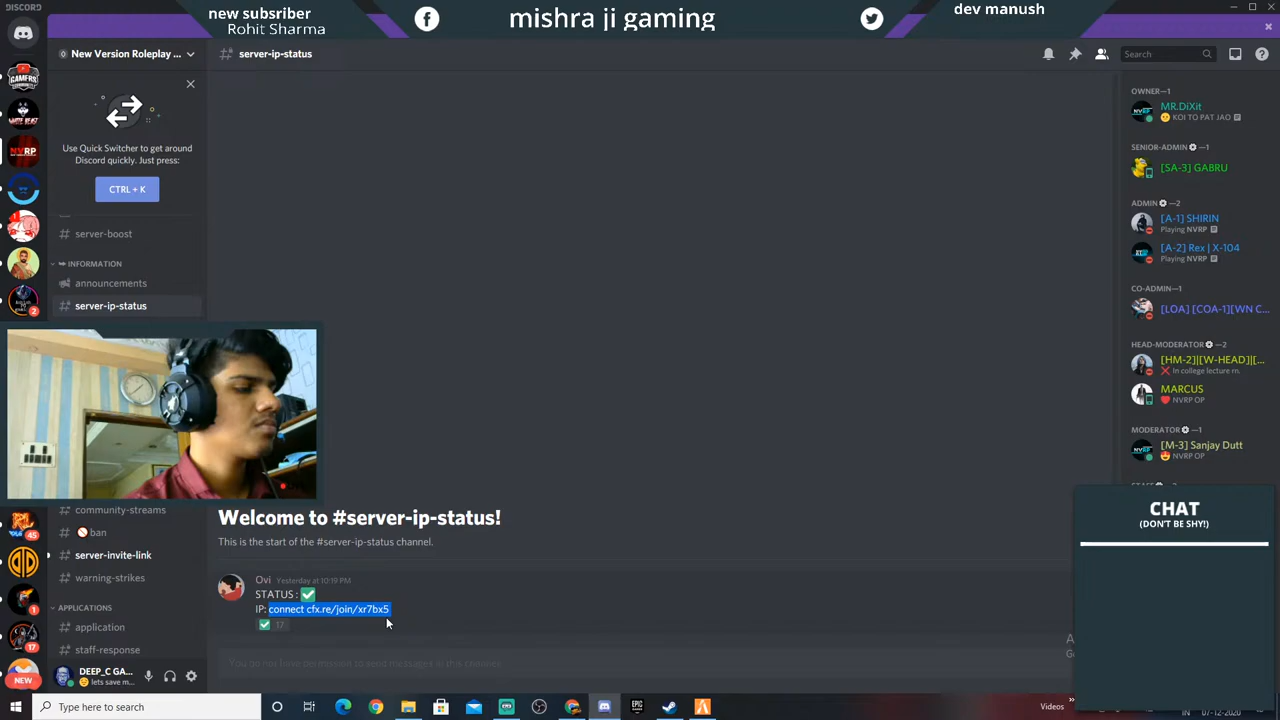 DISCORD
new subsriber
Rohit Sharma
mishra ji gaming
dev manush
New Version Roleplay ...
server-ip-status
Search
Use Quick Switcher to get around
Discord quickly. Just press:
CTRL + K
server-boost
INFORMATION
announcements
server-ip-status
community-streams
ban
server-invite-link
warning-strikes
APPLICATIONS
application
staff-response
DEEP_C GA...
lets save m...
Welcome to #server-ip-status!
This is the start of the #server-ip-status channel.
Ovi Yesterday at 10:19 PM
STATUS :
IP: connect cfx.re/join/xr7bx5
17
You do not have permission to send messages in this channel.
OWNER—1
MR.DiXit
KOI TO PAT JAO
SENIOR-ADMIN —1
[SA-3] GABRU
ADMIN —2
[A-1] SHIRIN
Playing NVRP
[A-2] Rex | X-104
Playing NVRP
CO-ADMIN—1
[LOA] [COA-1][WN C...
HEAD-MODERATOR —2
[HM-2]|[W-HEAD]|[...
In college lecture rn.
MARCUS
NVRP OP
MODERATOR —1
[M-3] Sanjay Dutt
NVRP OP
CHAT
(DON'T BE SHY!)
NVRP
2
45
1
17
NEW
Type here to search
Videos
IN
07-12-2020